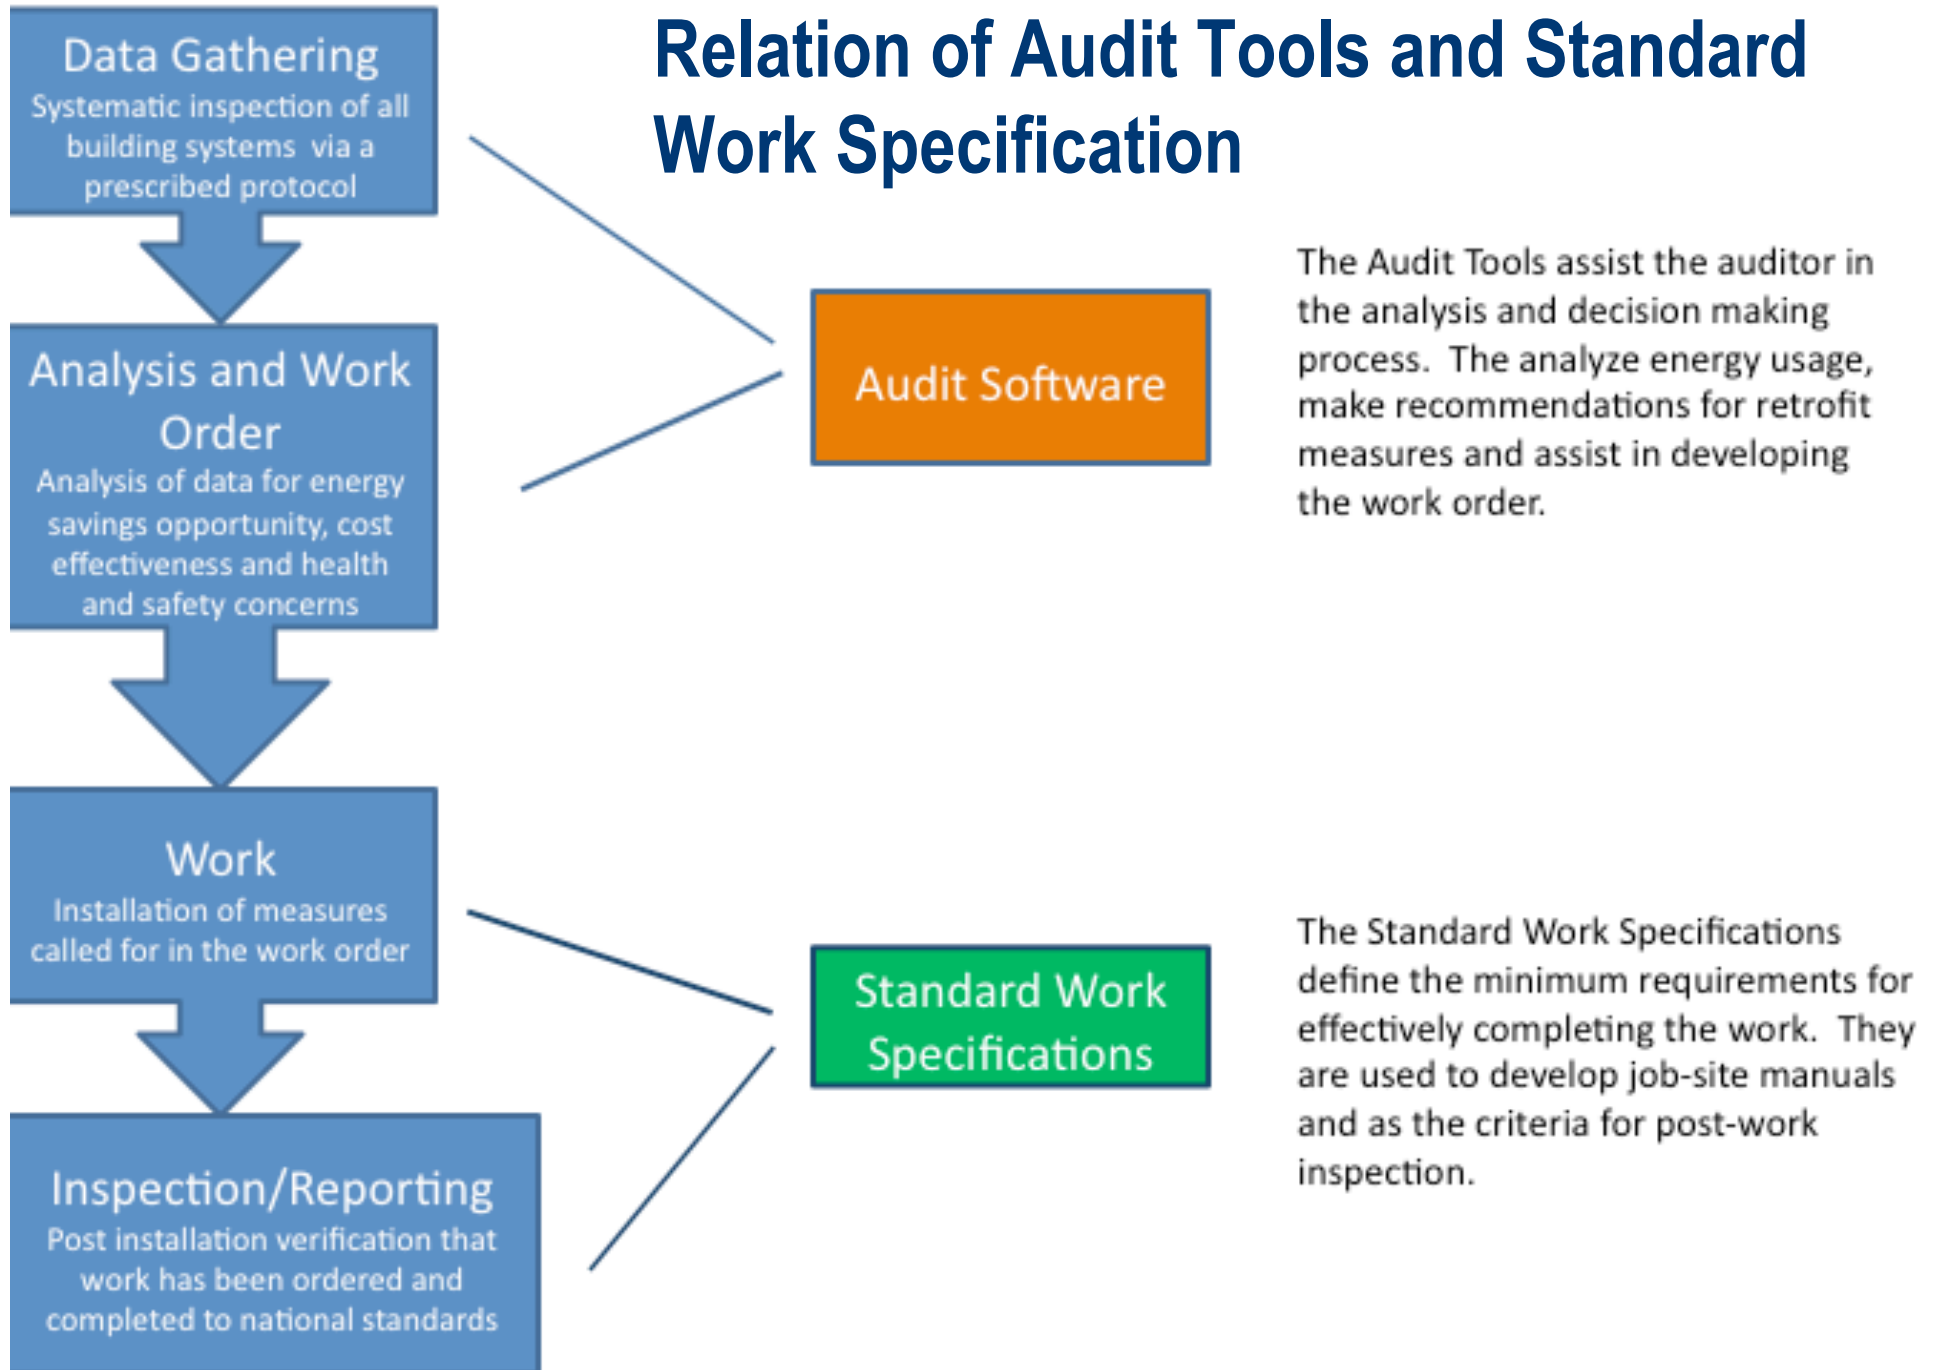 Relation of Audit Tools and Standard
Work Specification
Data Gathering
Systematic inspection of all
building systems via a
prescribed protocol
Analysis and Work
Order
Analysis of data for energy
savings opportunity, cost
effectiveness and health
and safety concerns
Audit Software
The Audit Tools assist the auditor in
the analysis and decision making
process. The analyze energy usage,
make recommendations for retrofit
measures and assist in developing
the work order.
Work
Installation of measures
called for in the work order
Inspection/Reporting
Post installation verification that
work has been ordered and
completed to national standards
Standard Work
Specifications
The Standard Work Specifications
define the minimum requirements for
effectively completing the work. They
are used to develop job-site manuals
and as the criteria for post-work
inspection.